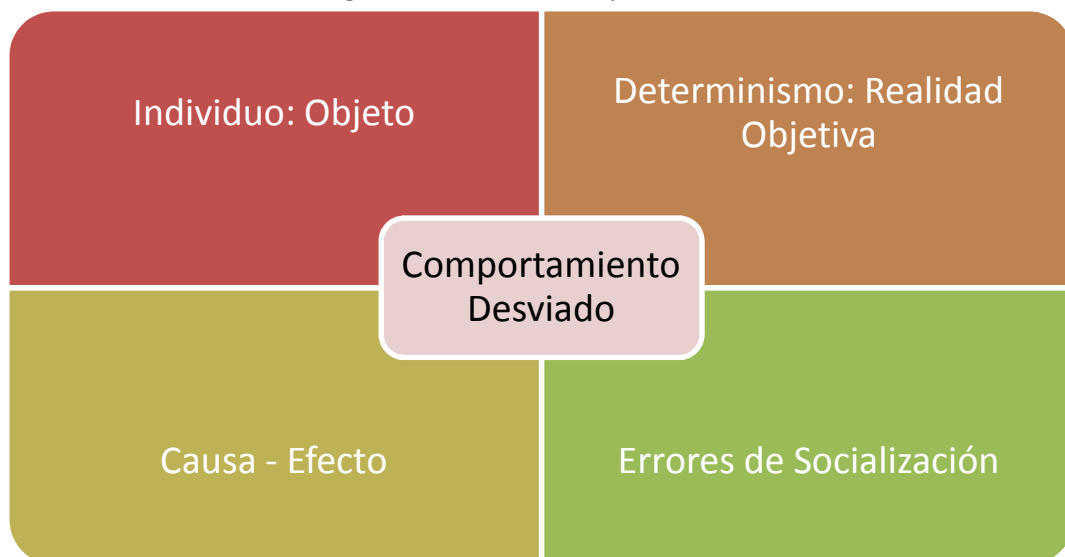 Individuo: Objeto
Determinismo: Realidad
Objetiva
Comportamiento
Desviado
Causa - Efecto
Errores de Socialización